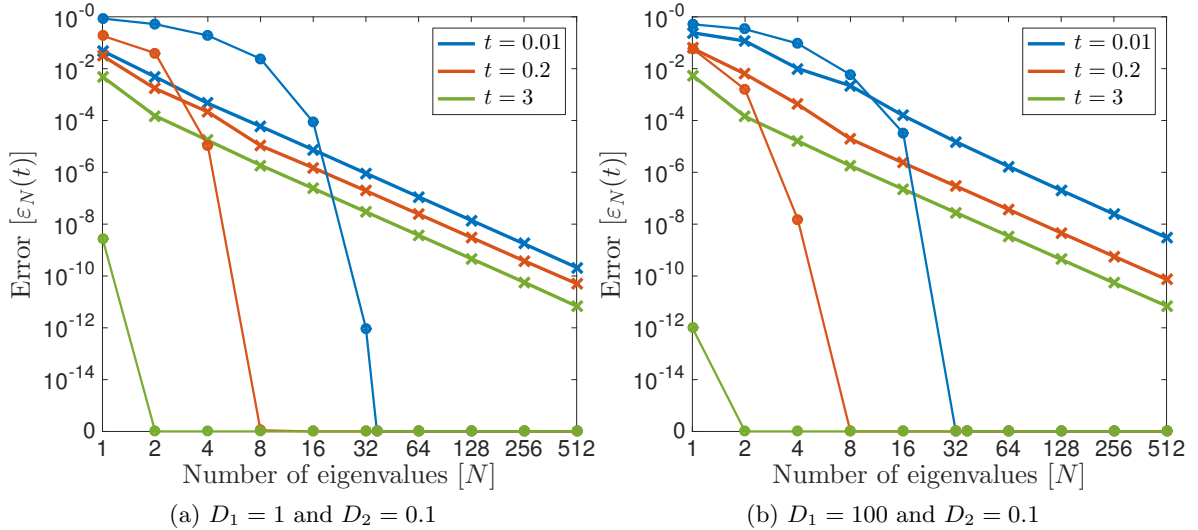 10^-0
10^-2
10^-4
10^-6
10^-8
10^-10
10^-12
10^-14
0
Error [ε_N(t)]
t = 0.01
t = 0.2
t = 3
1 2 4 8 16 32 64 128 256 512
Number of eigenvalues [N]
(a) D_1 = 1 and D_2 = 0.1
10^-0
10^-2
10^-4
10^-6
10^-8
10^-10
10^-12
10^-14
0
Error [ε_N(t)]
t = 0.01
t = 0.2
t = 3
1 2 4 8 16 32 64 128 256 512
Number of eigenvalues [N]
(b) D_1 = 100 and D_2 = 0.1